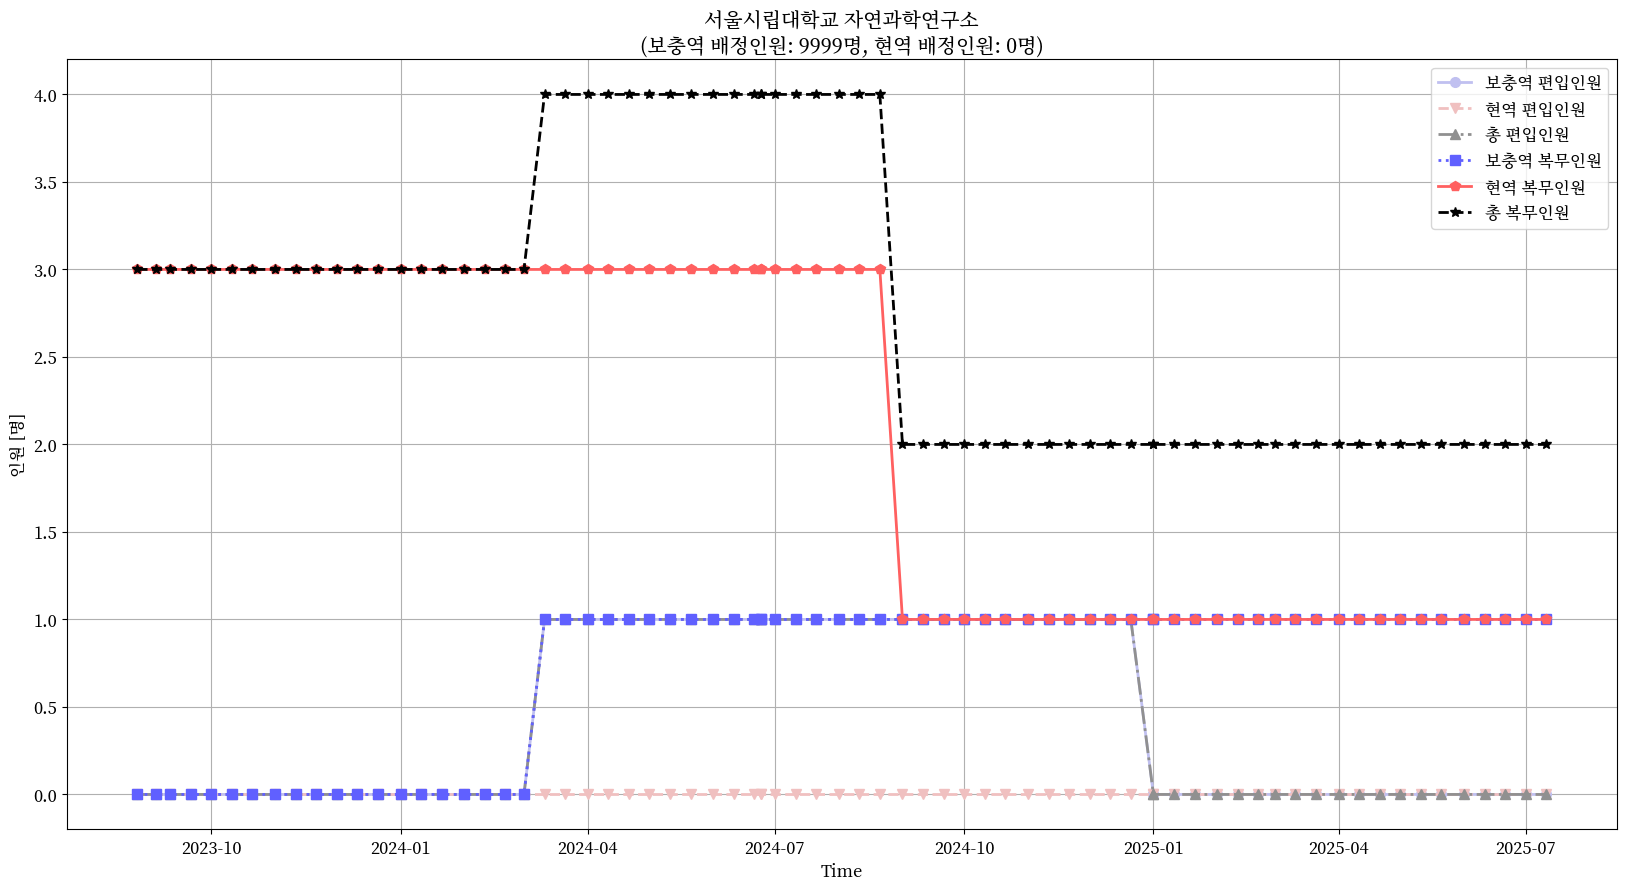 서울시립대학교 자연과학연구소
(보충역 배정인원: 9999명, 현역 배정인원: 0명)
보충역 편입인원
현역 편입인원
총 편입인원
보충역 복무인원
현역 복무인원
총 복무인원
인원 [명]
4.0
3.5
3.0
2.5
2.0
1.5
1.0
0.5
0.0
2023-10
2024-01
2024-04
2024-07
2024-10
2025-01
2025-04
2025-07
Time